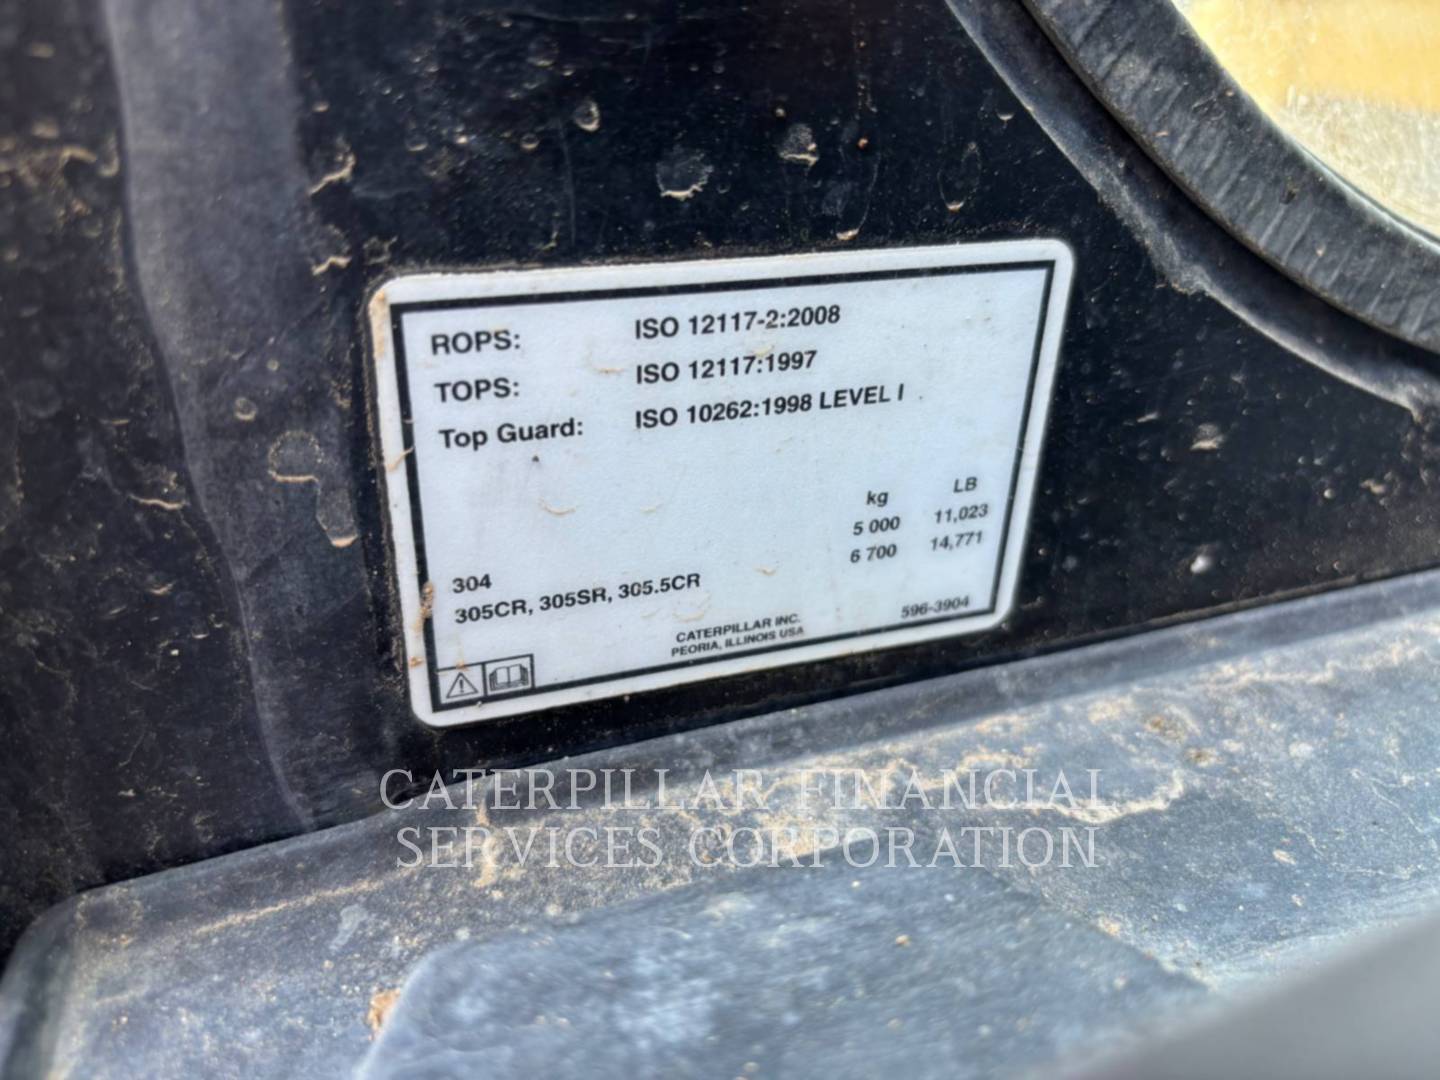 ROPS: ISO 12117-2:2008
TOPS: ISO 12117:1997
Top Guard: ISO 10262:1998 LEVEL I
kg LB
304 5 000 11,023
305CR, 305SR, 305.5CR 6 700 14,771
CATERPILLAR INC.
PEORIA, ILLINOIS USA
596-3904
CATERPILLAR FINANCIAL
SERVICES CORPORATION